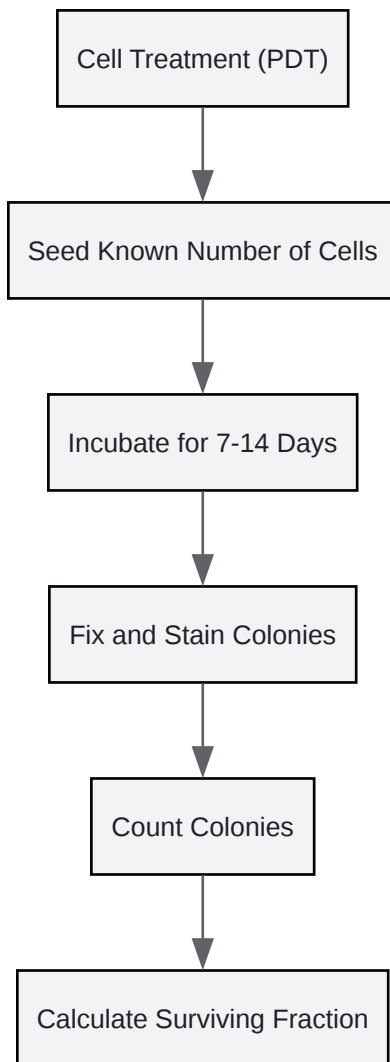 Cell Treatment (PDT)
Seed Known Number of Cells
Incubate for 7-14 Days
Fix and Stain Colonies
Count Colonies
Calculate Surviving Fraction